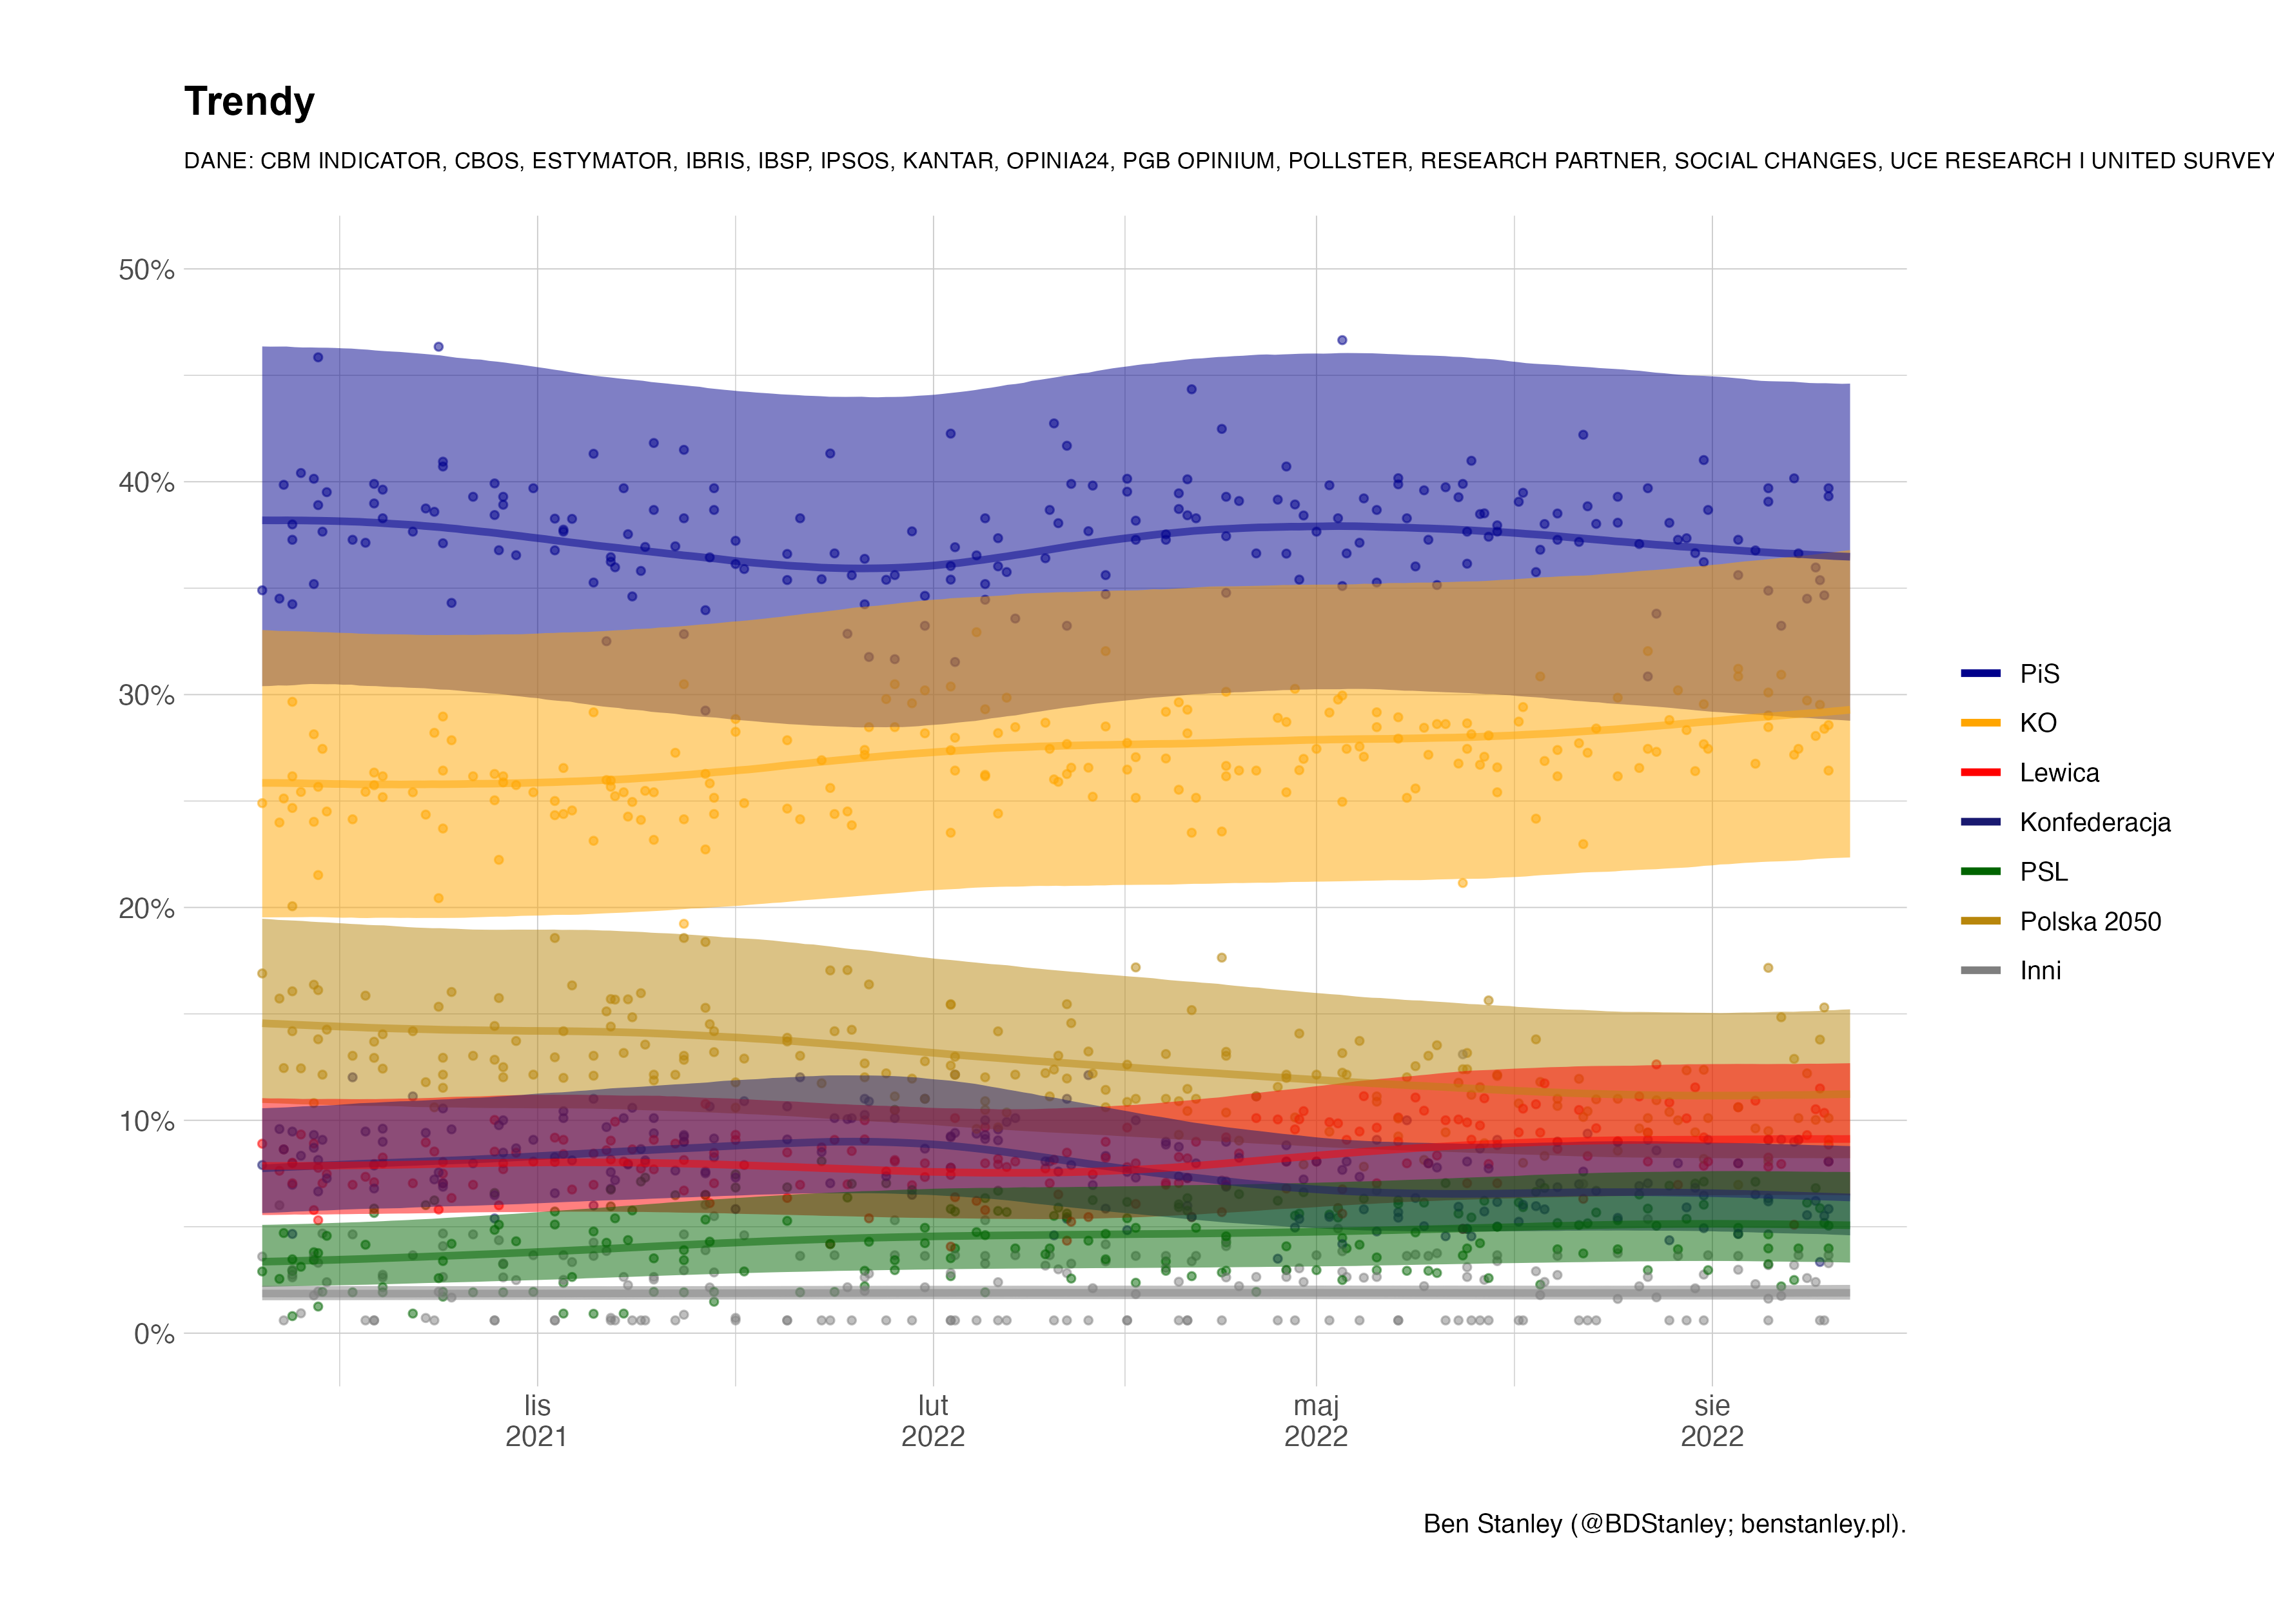 Trendy
DANE: CBM INDICATOR, CBOS, ESTYMATOR, IBRIS, IBSP, IPSOS, KANTAR, OPINIA24, PGB OPINIUM, POLLSTER, RESEARCH PARTNER, SOCIAL CHANGES, UCE RESEARCH I UNITED SURVEY
50%
40%
30%
20%
10%
0%
lis
2021
lut
2022
maj
2022
sie
2022
PiS
KO
Lewica
Konfederacja
PSL
Polska 2050
Inni
Ben Stanley (@BDStanley; benstanley.pl).